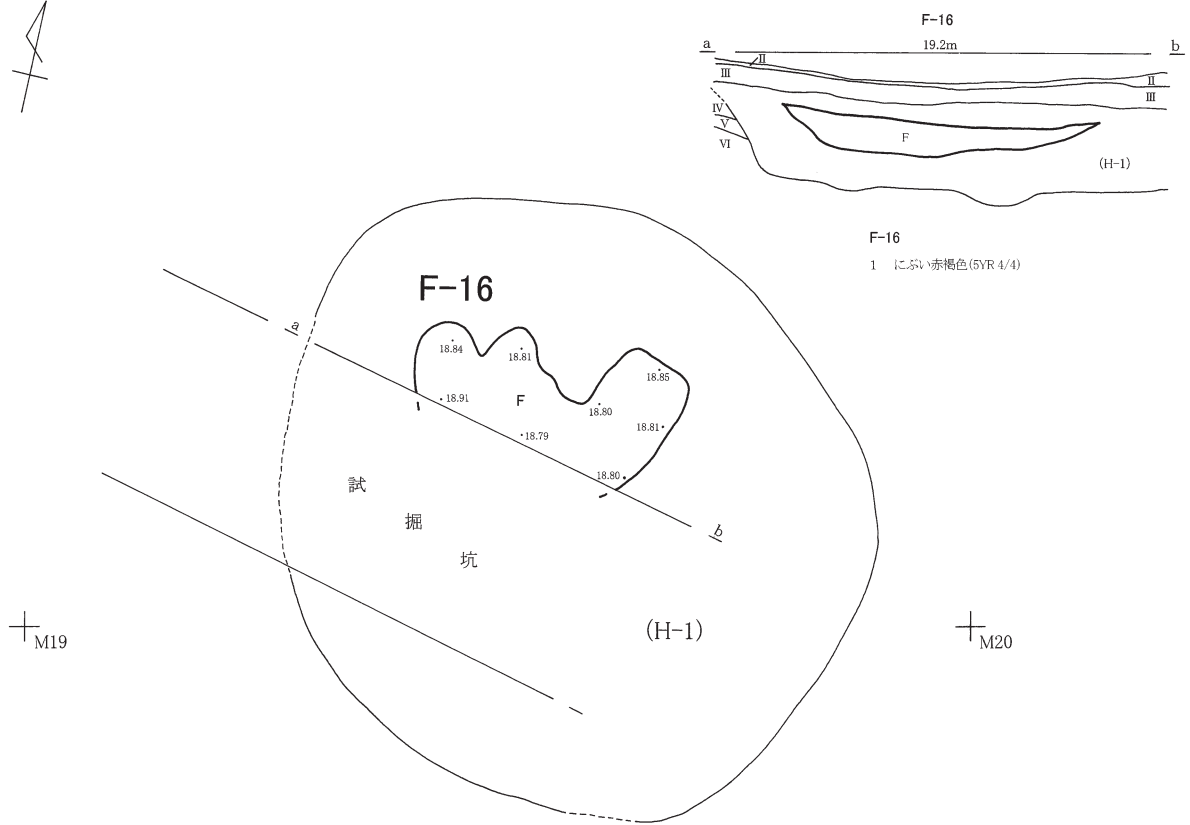 F-16
a
19.2m
b
Ⅱ
Ⅲ
Ⅱ
Ⅲ
Ⅳ
Ⅴ
Ⅵ
F
(H-1)
F-16
1 にぶい赤褐色(5YR 4/4)
F-16
a
18.84
18.81
18.85
18.91
F
18.80
18.79
18.81
18.80
b
試
掘
坑
(H-1)
M19
M20